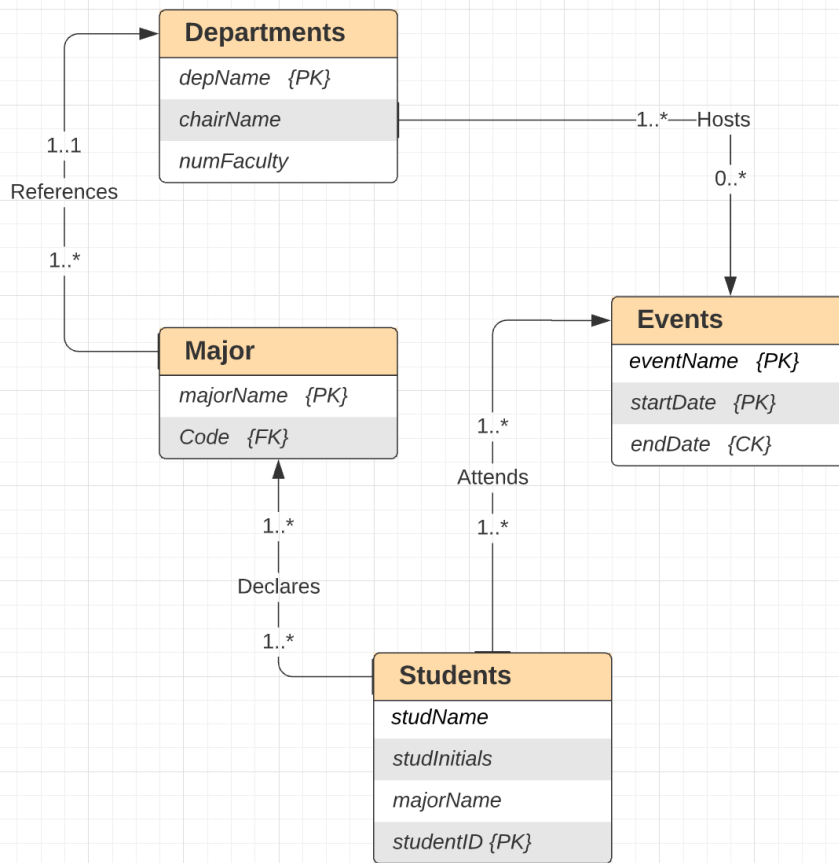 Departments
depName {PK}
chairName
numFaculty
1..*
Hosts
0..*
1..1
References
1..*
Major
majorName {PK}
Code {FK}
Events
eventName {PK}
startDate {PK}
endDate {CK}
1..*
Attends
1..*
1..*
Declares
1..*
Students
studName
studInitials
majorName
studentID {PK}